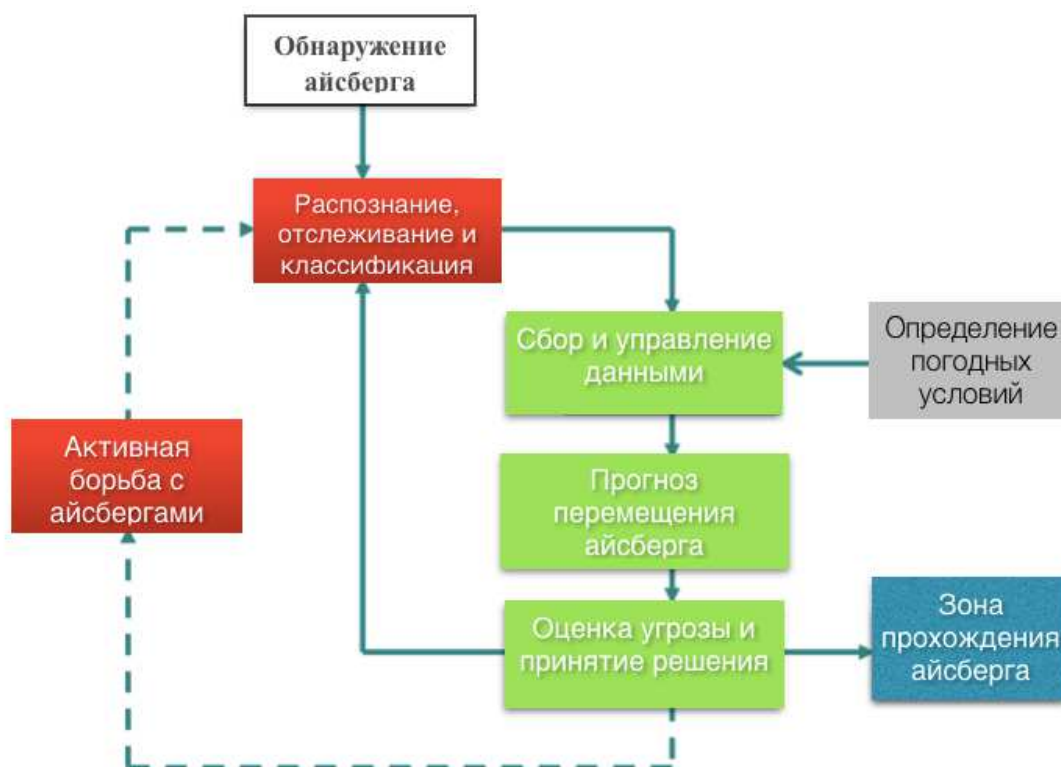 Обнаружение
айсберга
Распознание,
отслеживание и
классификация
Сбор и управление
данными
Определение
погодных
условий
Активная
борьба с
айсбергами
Прогноз
перемещения
айсберга
Оценка угрозы и
принятие решения
Зона
прохождения
айсберга